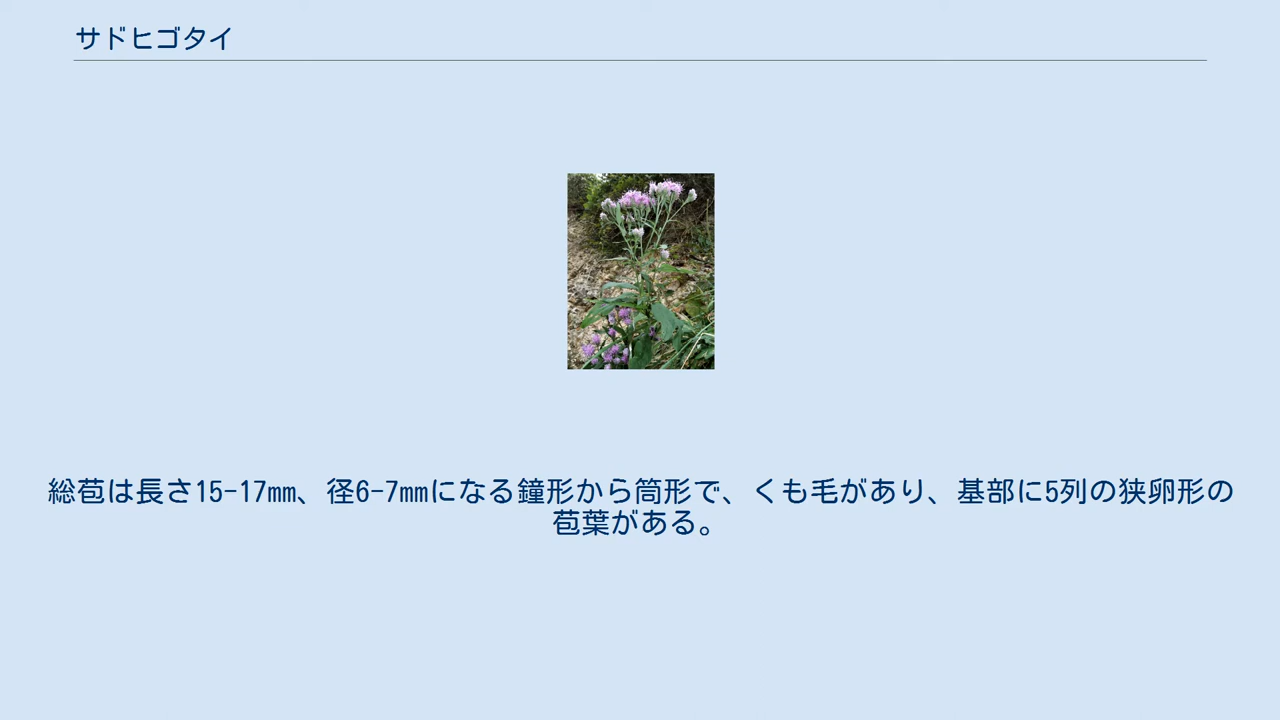 サドヒゴタイ
総苞は長さ15-17mm、径6-7mmになる鐘形から筒形で、くも毛があり、基部に5列の狭卵形の
苞葉がある。